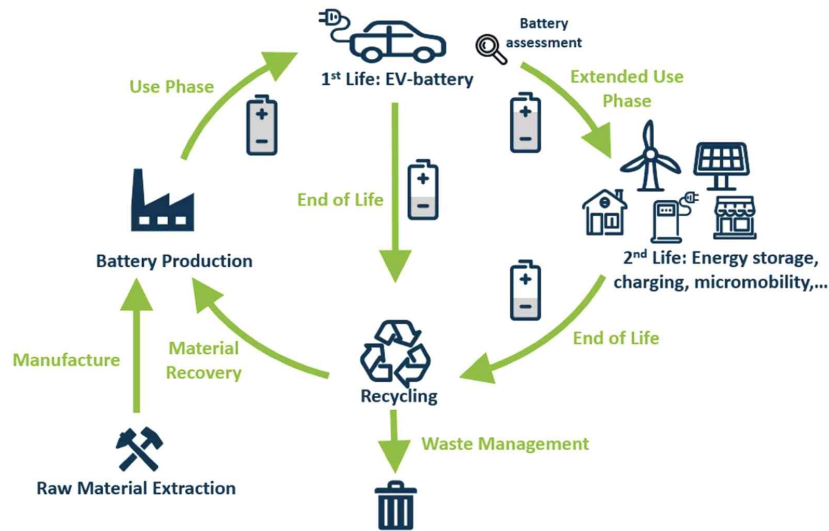 Battery
assessment
Use Phase
1st Life: EV-battery
Extended Use
Phase
End of Life
Battery Production
2nd Life: Energy storage,
charging, micromobility,...
Manufacture
Material
Recovery
End of Life
Recycling
Waste Management
Raw Material Extraction